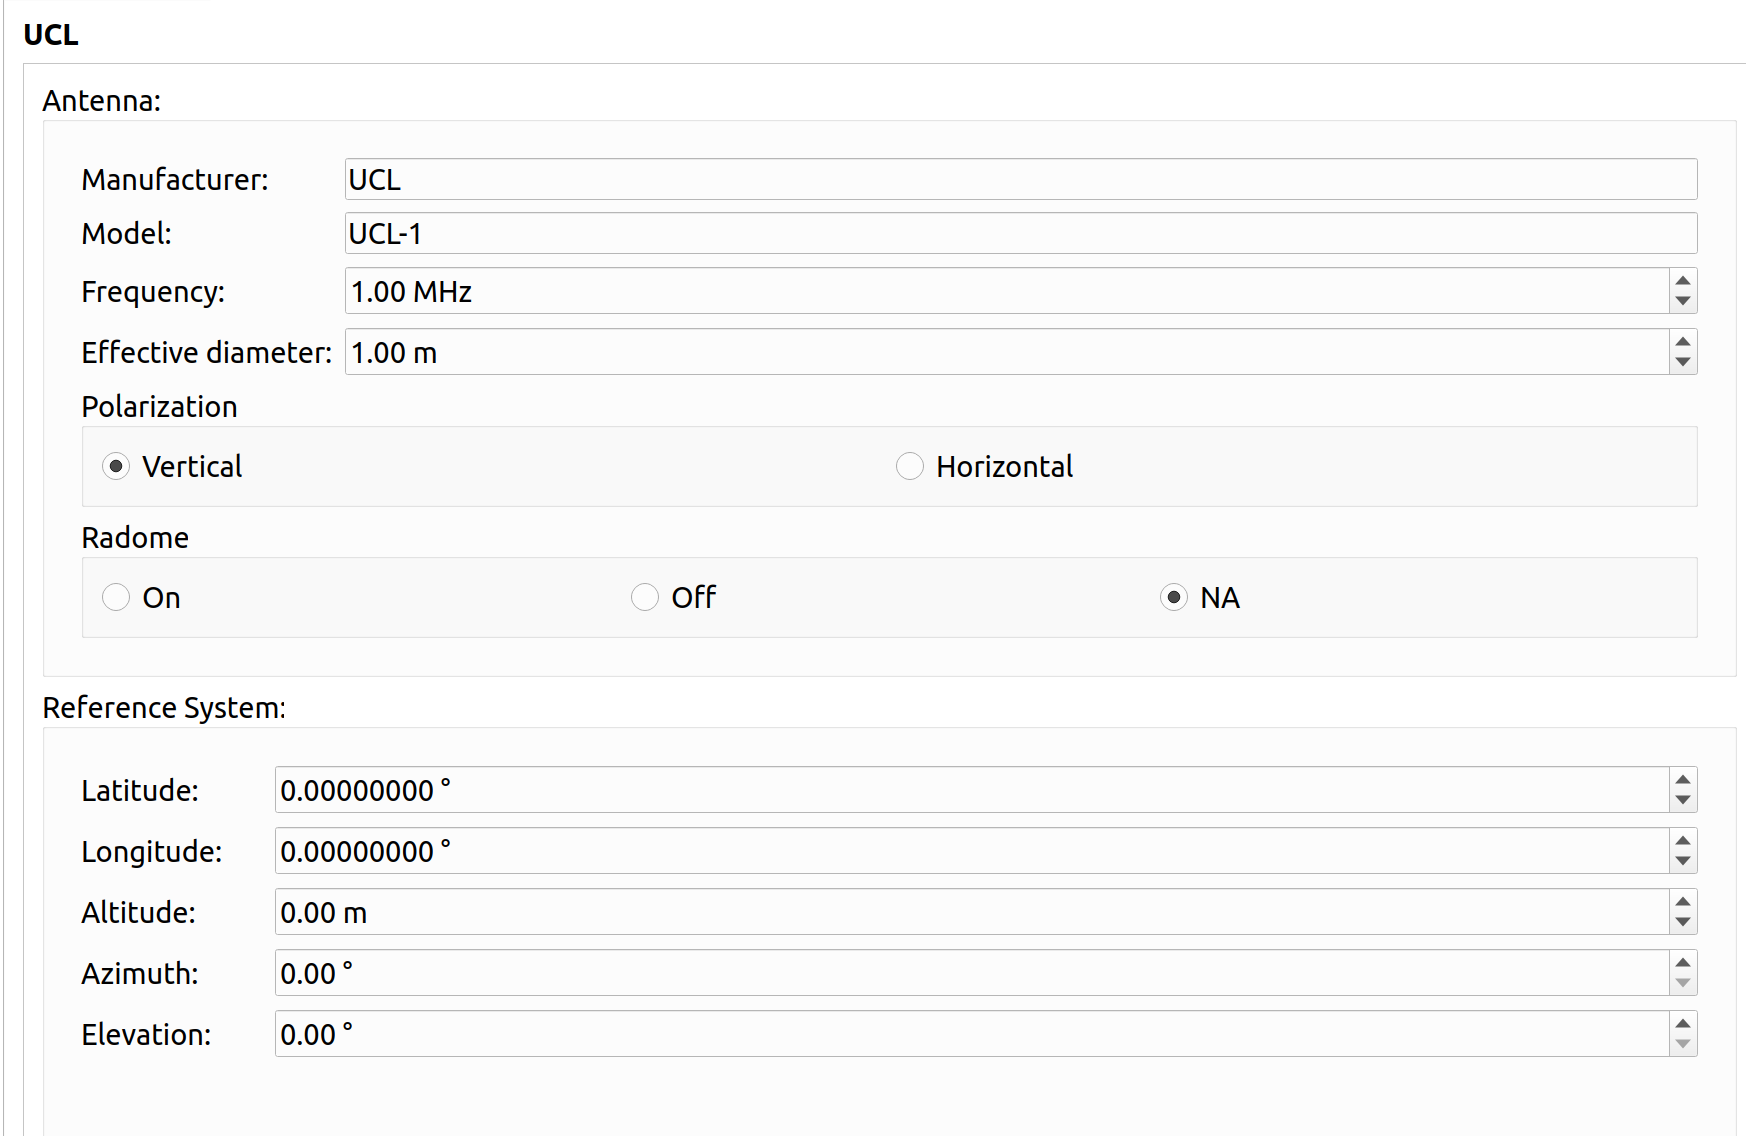 UCL
Antenna:
Manufacturer: UCL
Model: UCL-1
Frequency: 1.00 MHz
Effective diameter: 1.00 m
Polarization
Vertical Horizontal
Radome
On Off NA
Reference System:
Latitude: 0.00000000 °
Longitude: 0.00000000 °
Altitude: 0.00 m
Azimuth: 0.00 °
Elevation: 0.00 °